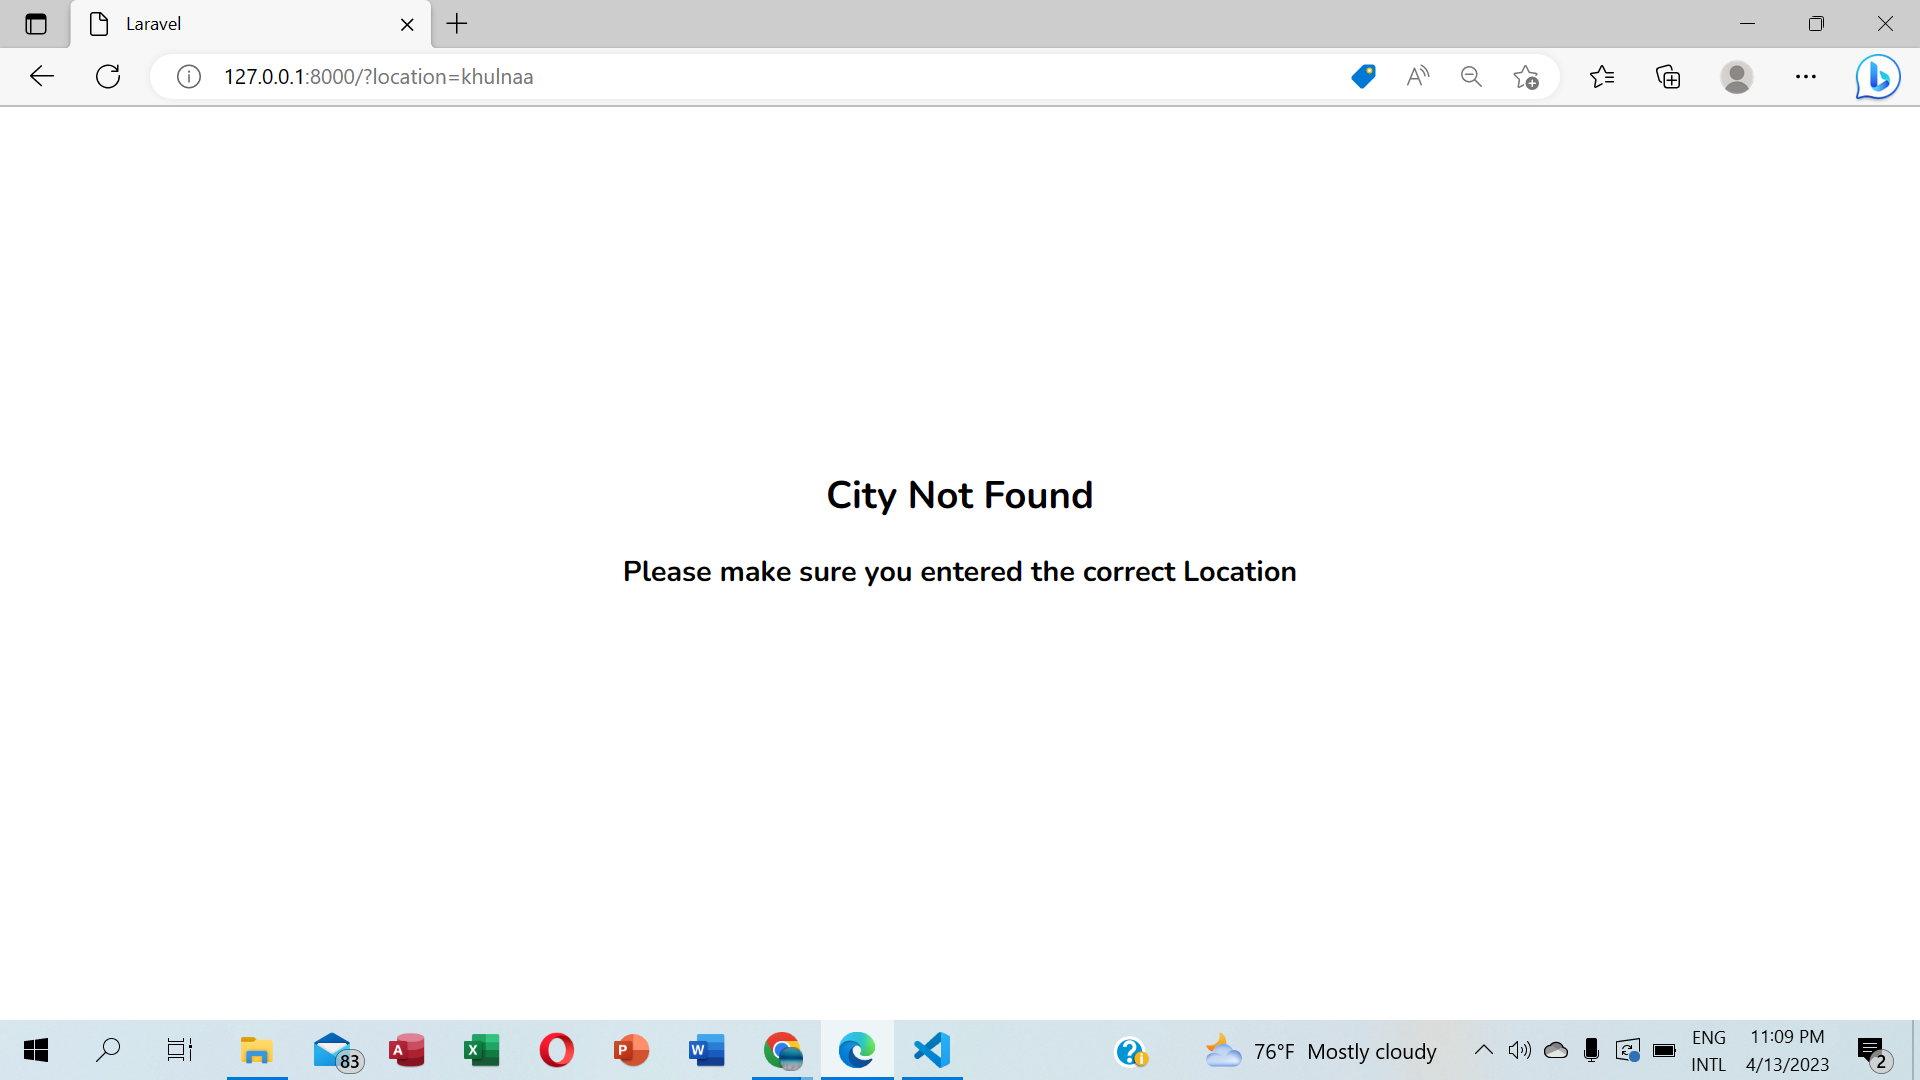 Laravel
127.0.0.1:8000/?location=khulnaa
City Not Found
Please make sure you entered the correct Location
83
76°F Mostly cloudy
ENG
INTL
11:09 PM
4/13/2023
2